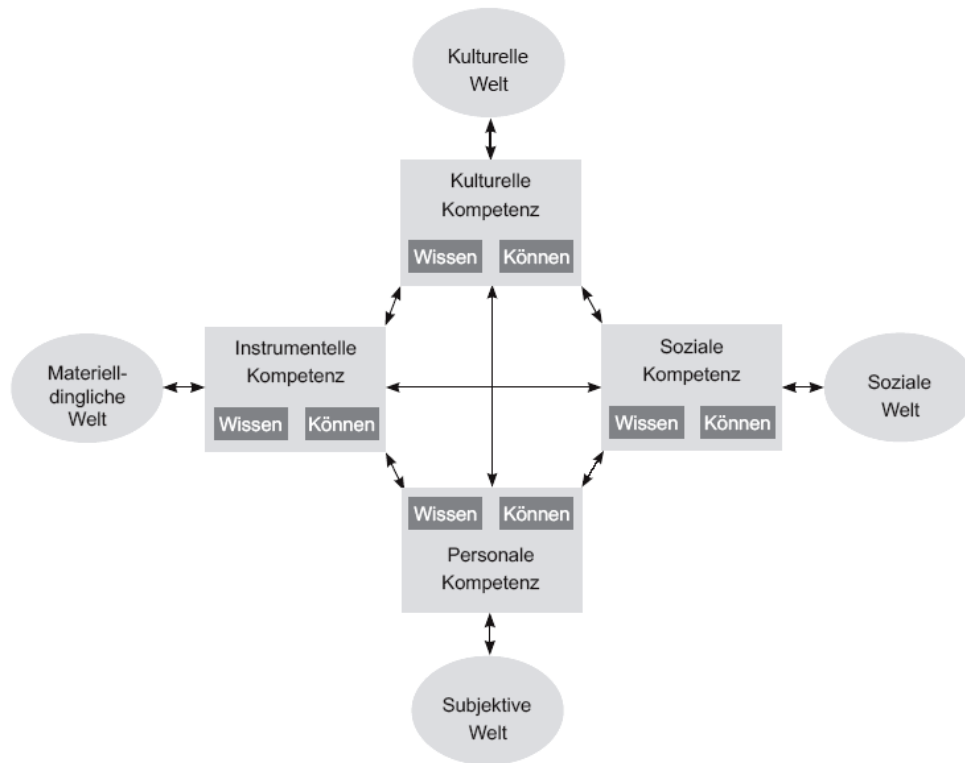 Kulturelle
Welt
Kulturelle
Kompetenz
Wissen Können
Materiell-
dingliche
Welt
Instrumentelle
Kompetenz
Wissen Können
Soziale
Kompetenz
Wissen Können
Soziale
Welt
Wissen Können
Personale
Kompetenz
Subjektive
Welt